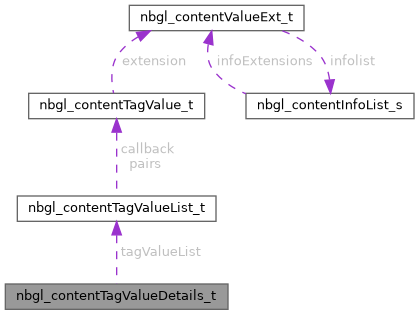 nbgl_contentValueExt_t
extension
infoExtensions
infolist
nbgl_contentTagValue_t
nbgl_contentInfoList_s
callback
pairs
nbgl_contentTagValueList_t
tagValueList
nbgl_contentTagValueDetails_t